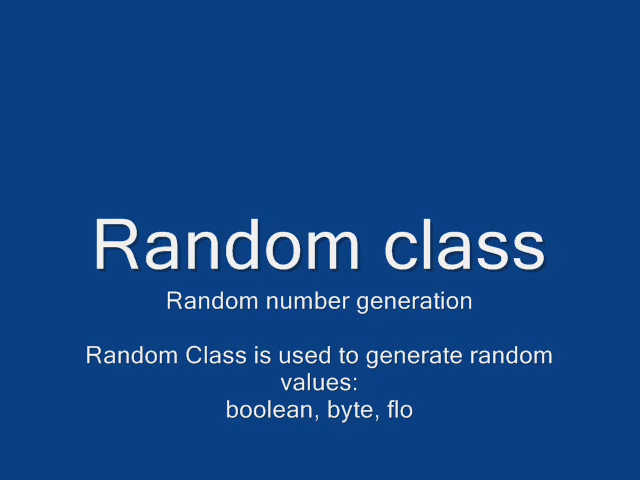 Random class
Random number generation
Random Class is used to generate random
values:
boolean, byte, flo